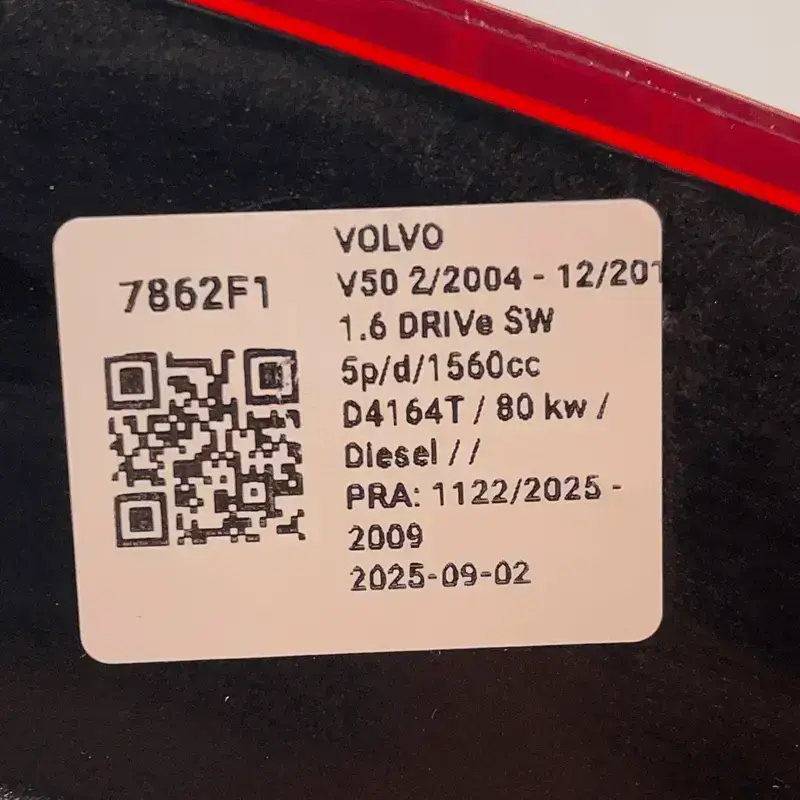 7862F1
VOLVO
V50 2/2004 - 12/201
1.6 DRIVe SW
5p/d/1560cc
D4164T / 80 kw /
Diesel / /
PRA: 1122/2025 -
2009
2025-09-02